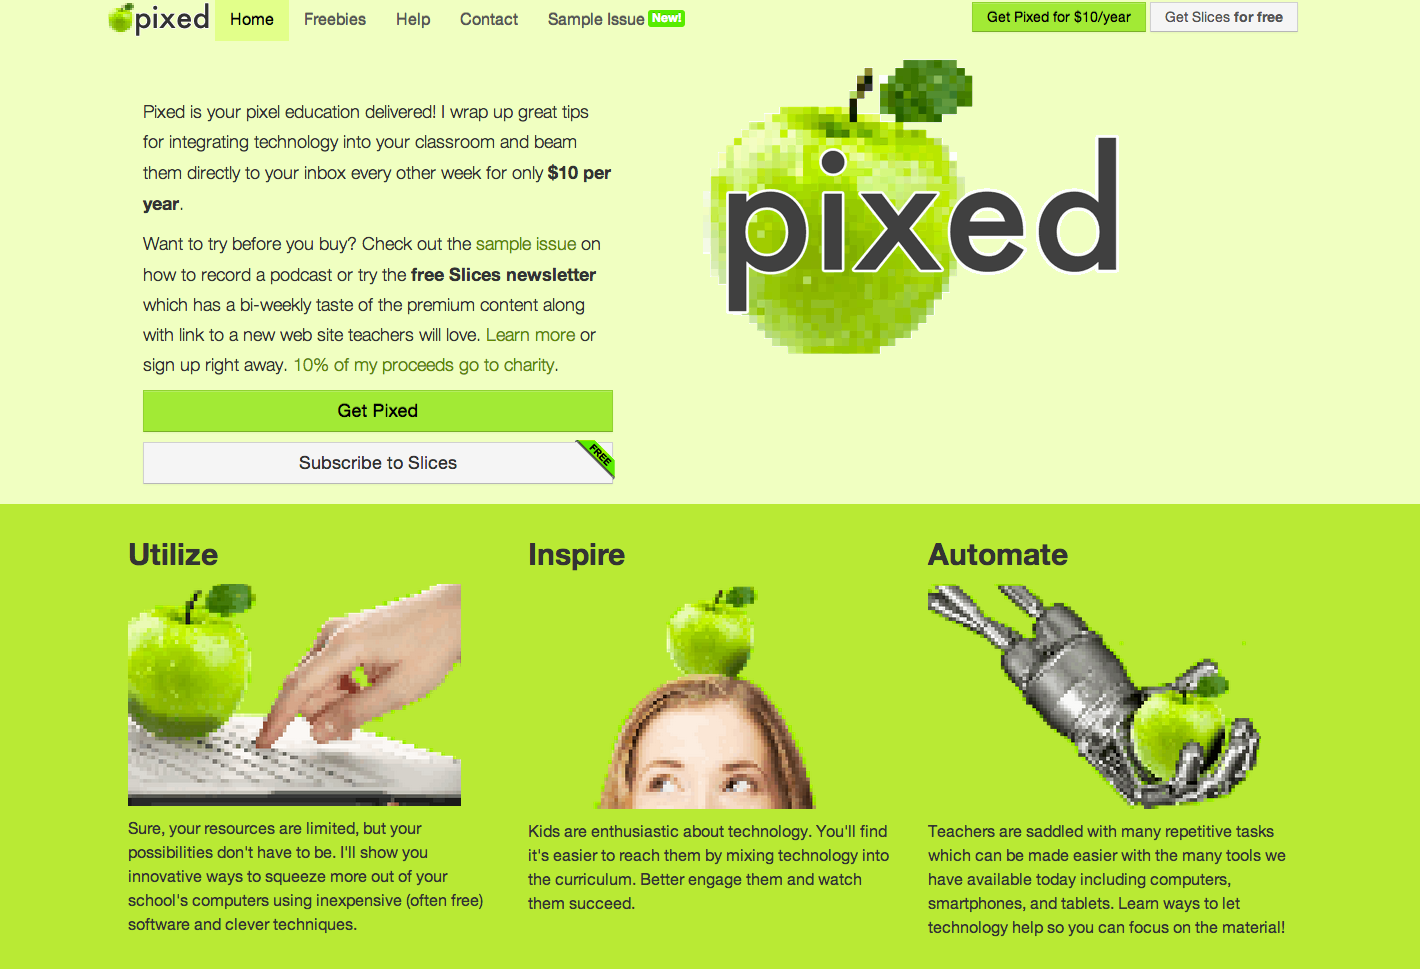 pixed
Home Freebies Help Contact Sample Issue New!
Get Pixed for $10/year Get Slices for free
Pixed is your pixel education delivered! I wrap up great tips
for integrating technology into your classroom and beam
them directly to your inbox every other week for only $10 per
year.
Want to try before you buy? Check out the sample issue on
how to record a podcast or try the free Slices newsletter
which has a bi-weekly taste of the premium content along
with link to a new web site teachers will love. Learn more or
sign up right away. 10% of my proceeds go to charity.
Get Pixed
Subscribe to Slices
FREE
pixed
Utilize
Sure, your resources are limited, but your
possibilities don't have to be. I'll show you
innovative ways to squeeze more out of your
school's computers using inexpensive (often free)
software and clever techniques.
Inspire
Kids are enthusiastic about technology. You'll find
it's easier to reach them by mixing technology into
the curriculum. Better engage them and watch
them succeed.
Automate
Teachers are saddled with many repetitive tasks
which can be made easier with the many tools we
have available today including computers,
smartphones, and tablets. Learn ways to let
technology help so you can focus on the material!